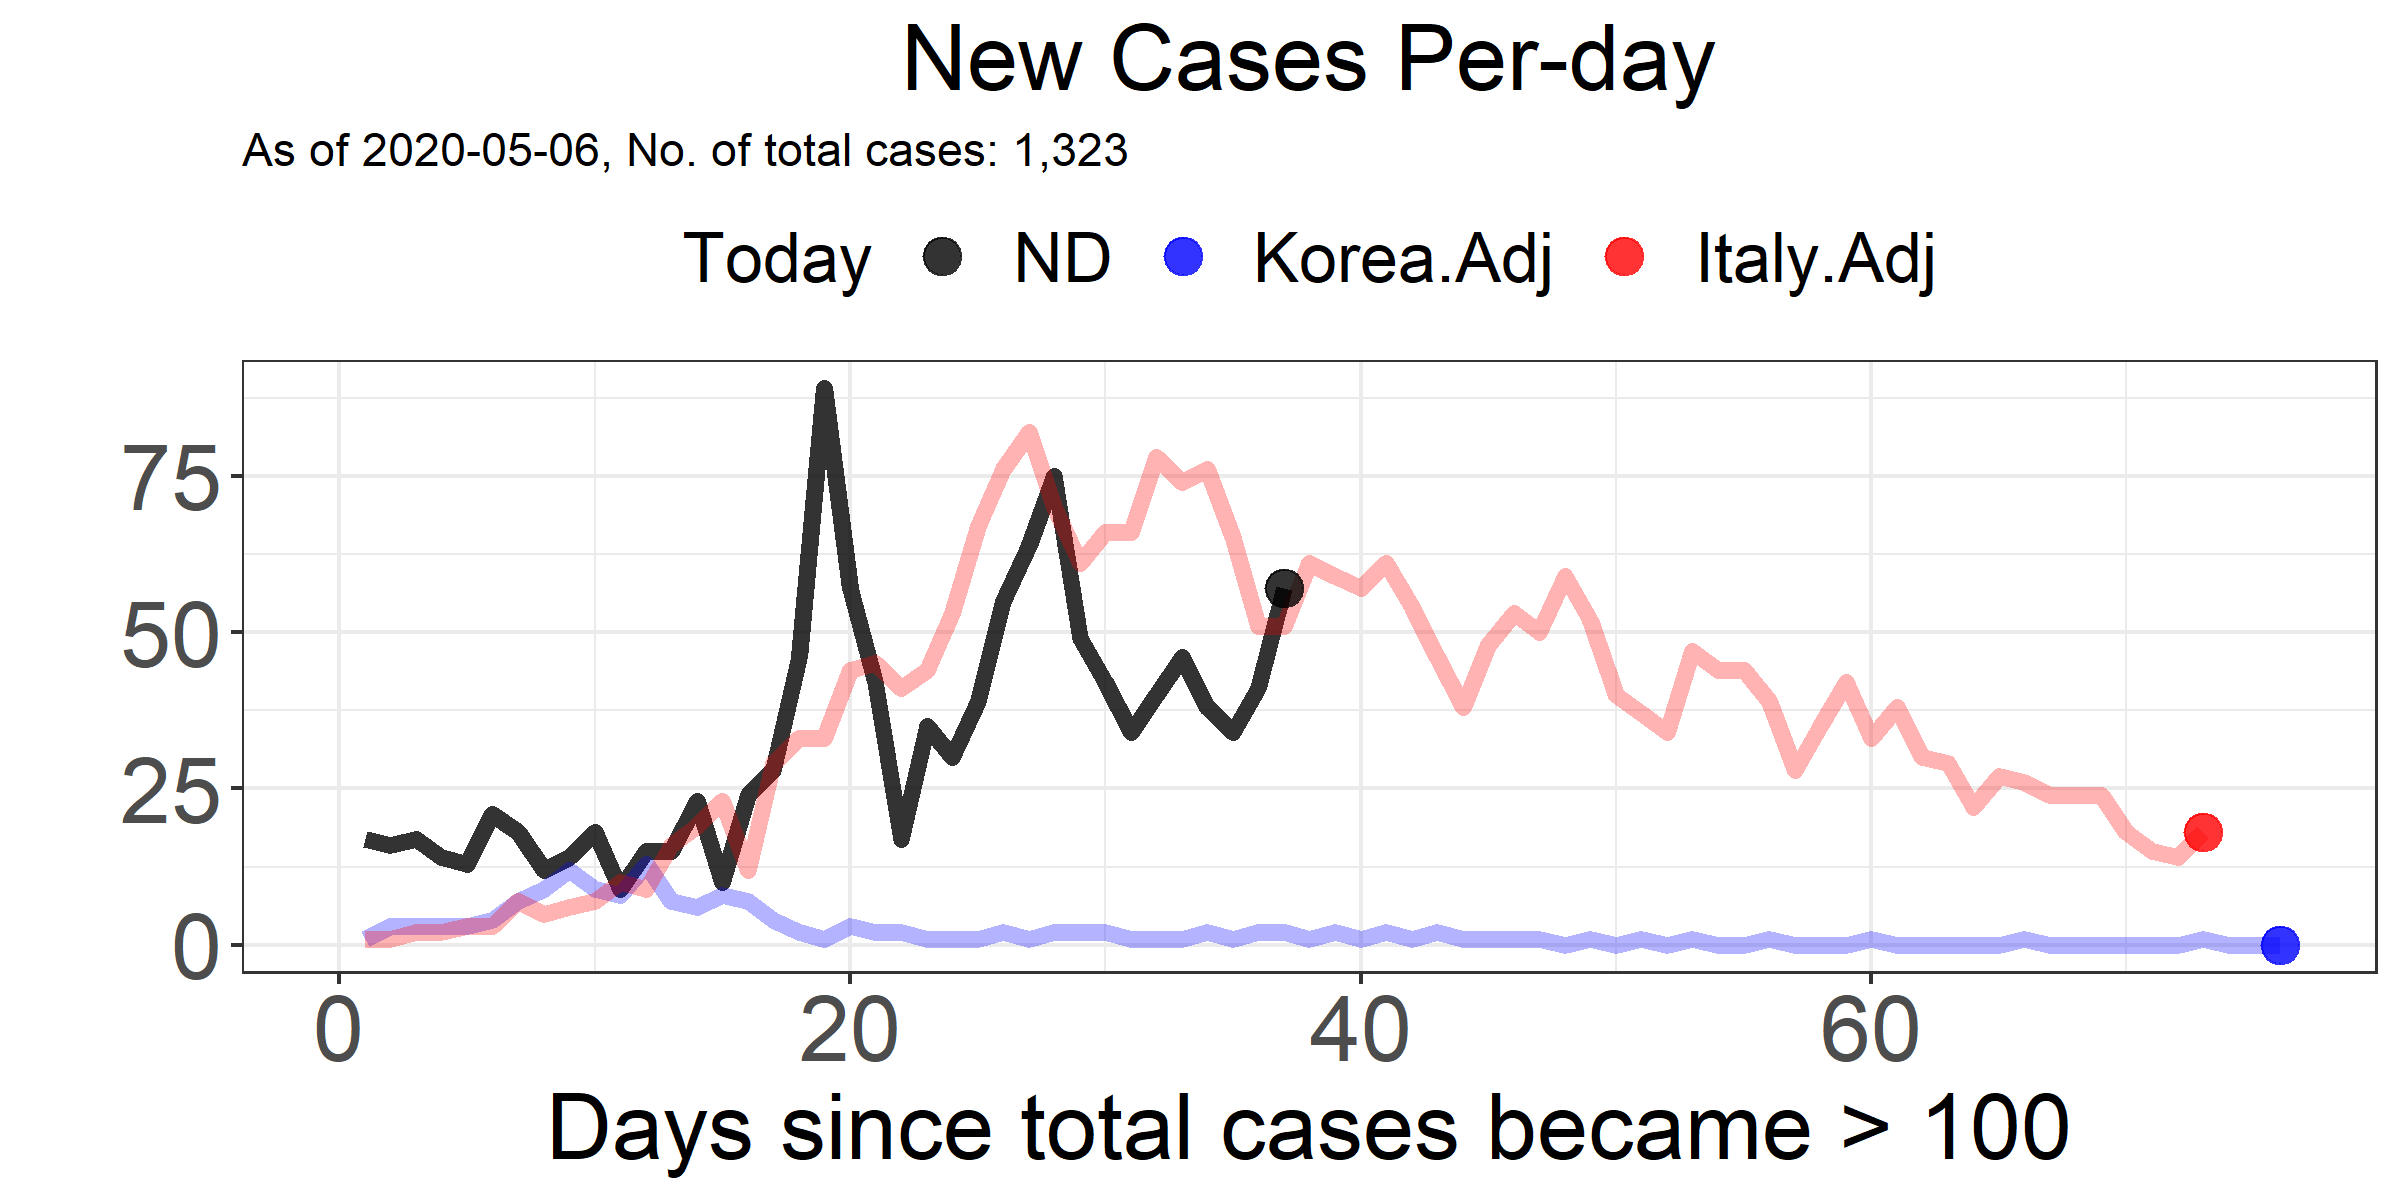 New Cases Per-day
As of 2020-05-06, No. of total cases: 1,323
Today ND Korea.Adj Italy.Adj
75
50
25
0
0 20 40 60
Days since total cases became > 100